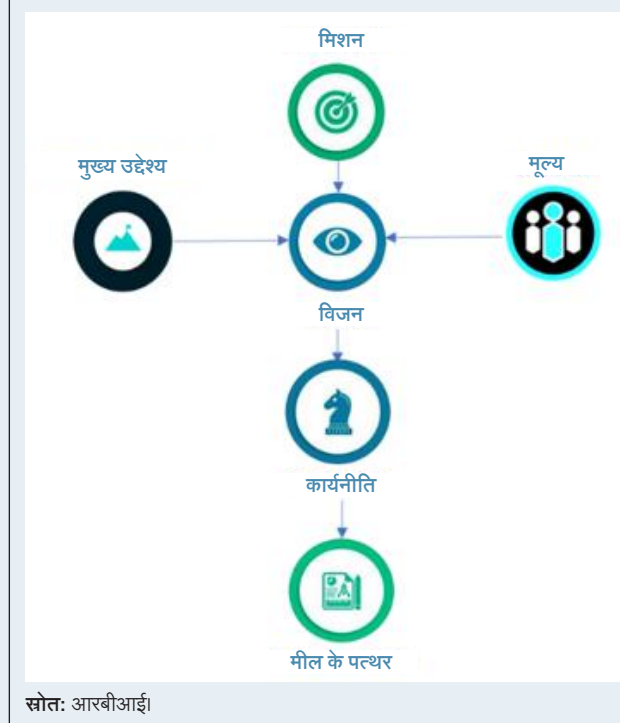 मिशन
मुख्य उद्देश्य
मूल्य
विजन
कार्यनीति
मील के पत्थर
स्रोत: आरबीआई।